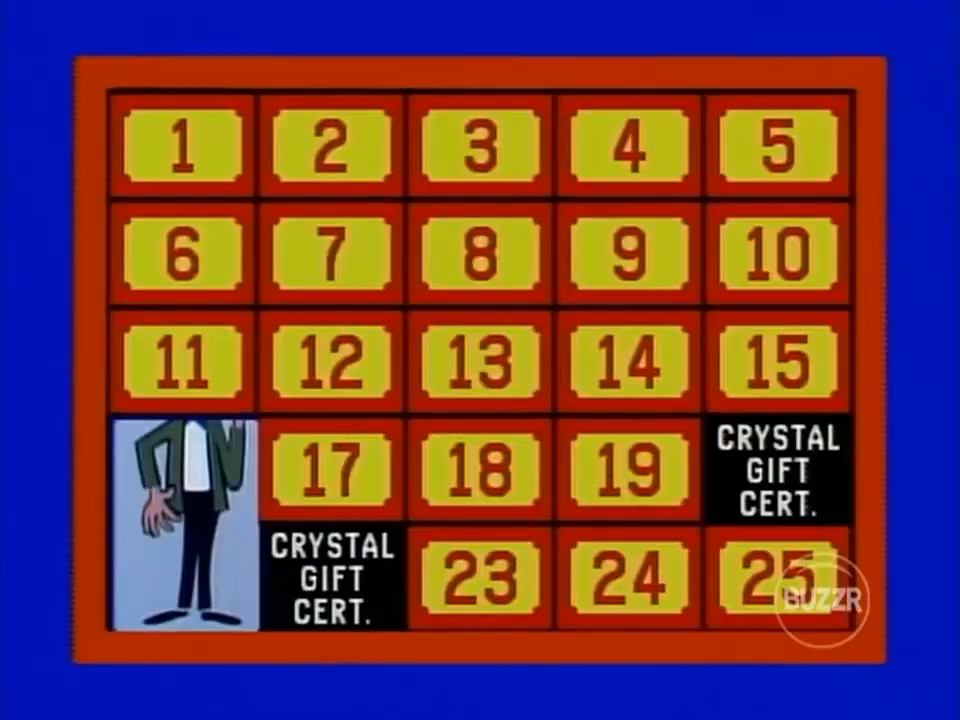 1 2 3 4 5
6 7 8 9 10
11 12 13 14 15
17 18 19 CRYSTAL
GIFT
CERT.
CRYSTAL
GIFT
CERT.
23 24 25
BUZZR